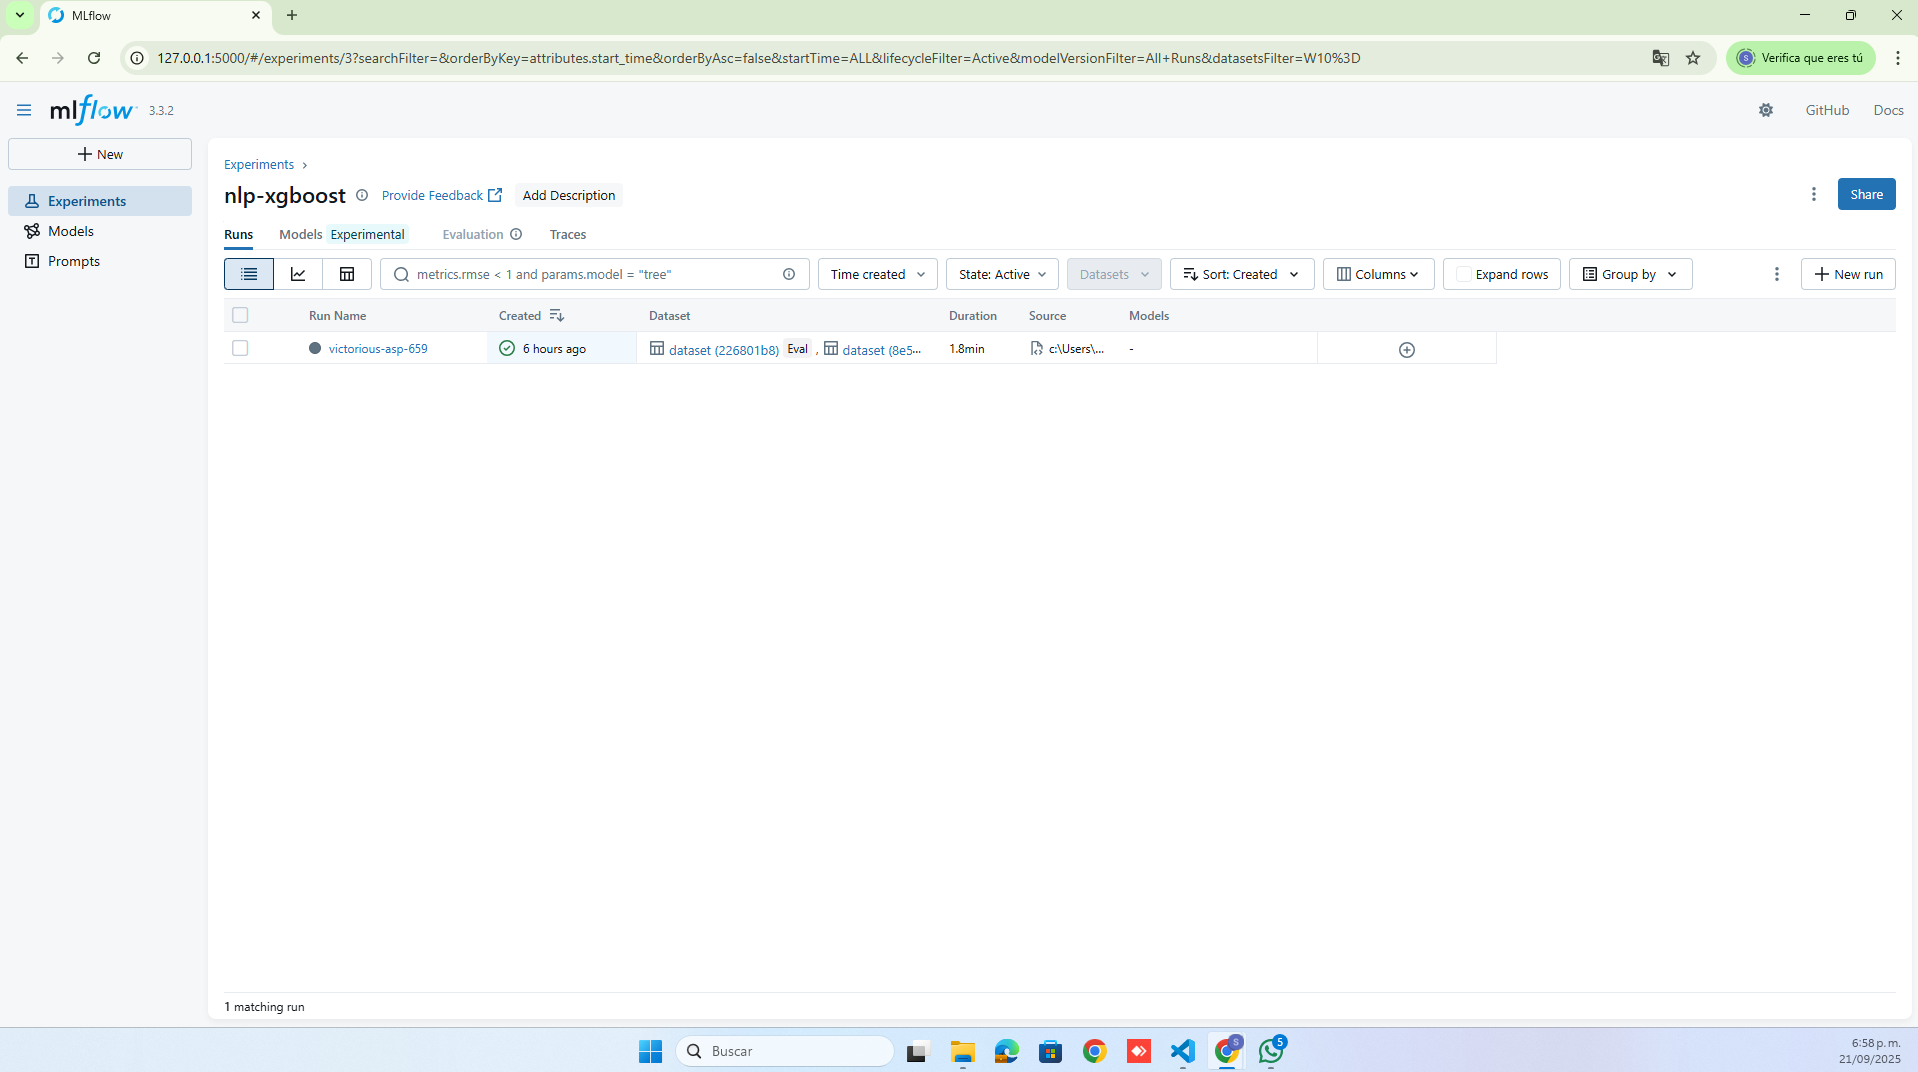 MLflow
127.0.0.1:5000/#/experiments/3?searchFilter=&orderByKey=attributes.start_time&orderByAsc=false&startTime=ALL&lifecycleFilter=Active&modelVersionFilter=All+Runs&datasetsFilter=W10%3D
S
Verifica que eres tú
mlflow 3.3.2
GitHub
Docs
New
Experiments
Models
Prompts
Experiments
nlp-xgboost
Provide Feedback
Add Description
Share
Runs
Models Experimental
Evaluation
Traces
metrics.rmse < 1 and params.model = "tree"
Time created
State: Active
Datasets
Sort: Created
Columns
Expand rows
Group by
New run
Run Name Created Dataset Duration Source Models
victorious-asp-659 6 hours ago dataset (226801b8) Eval , dataset (8e5... 1.8min c:\Users\... -
1 matching run
Buscar
S
5
6:58 p. m.
21/09/2025